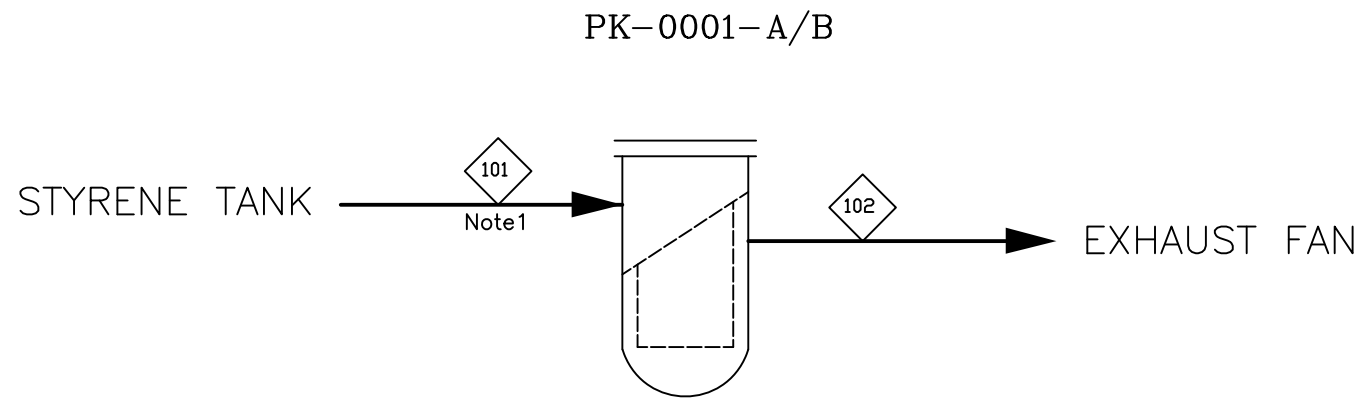 PK-0001-A/B
101
STYRENE TANK
Note1
102
EXHAUST FAN